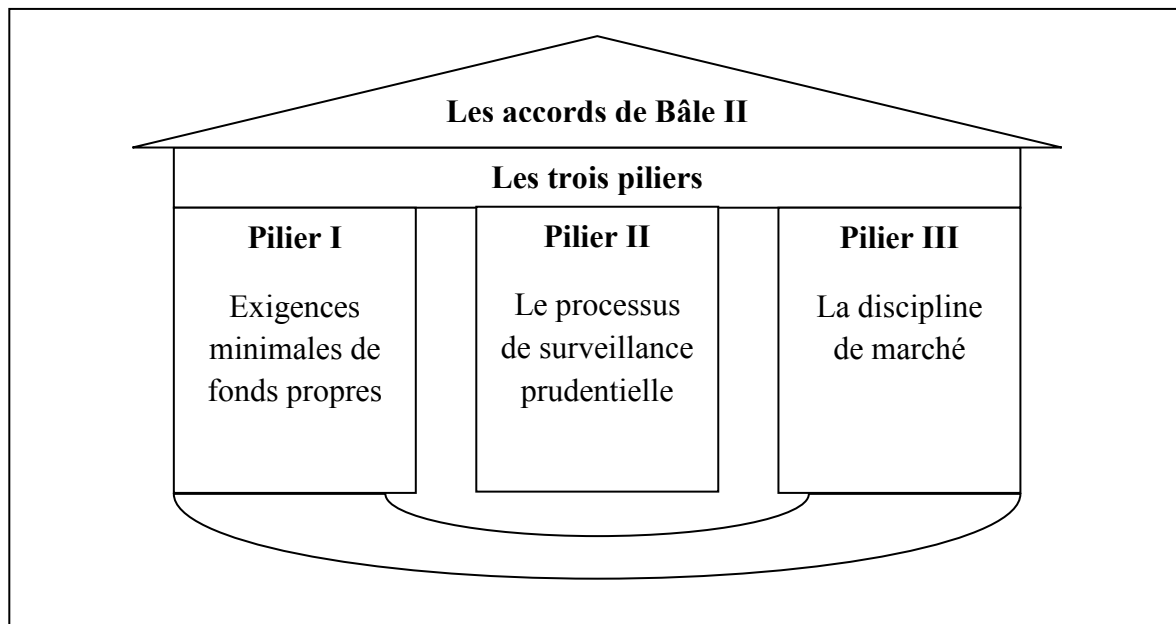 Les accords de Bâle II
Les trois piliers
Pilier I
Exigences
minimales de
fonds propres
Pilier II
Le processus
de surveillance
prudentielle
Pilier III
La discipline
de marché